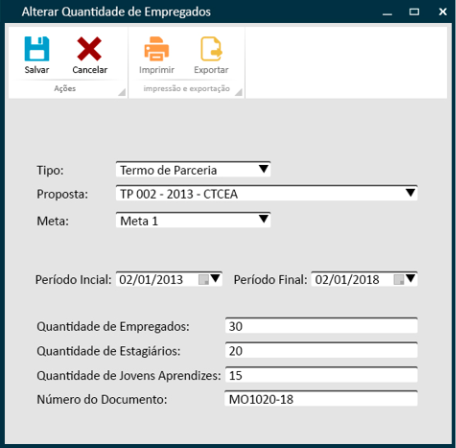 Alterar Quantidade de Empregados
Salvar Cancelar Imprimir Exportar
Ações impressão e exportação
Tipo: Termo de Parceria
Proposta: TP 002 - 2013 - CTCEA
Meta: Meta 1
Período Incial: 02/01/2013 Período Final: 02/01/2018
Quantidade de Empregados: 30
Quantidade de Estagiários: 20
Quantidade de Jovens Aprendizes: 15
Número do Documento: MO1020-18